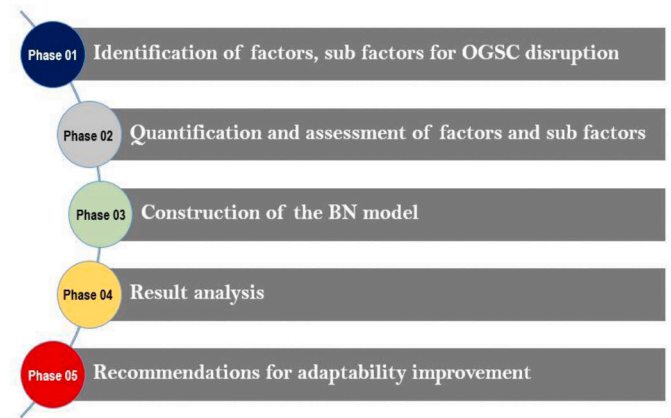 Phase 01 Identification of factors, sub factors for OGSC disruption
Phase 02 Quantification and assessment of factors and sub factors
Phase 03 Construction of the BN model
Phase 04 Result analysis
Phase 05 Recommendations for adaptability improvement